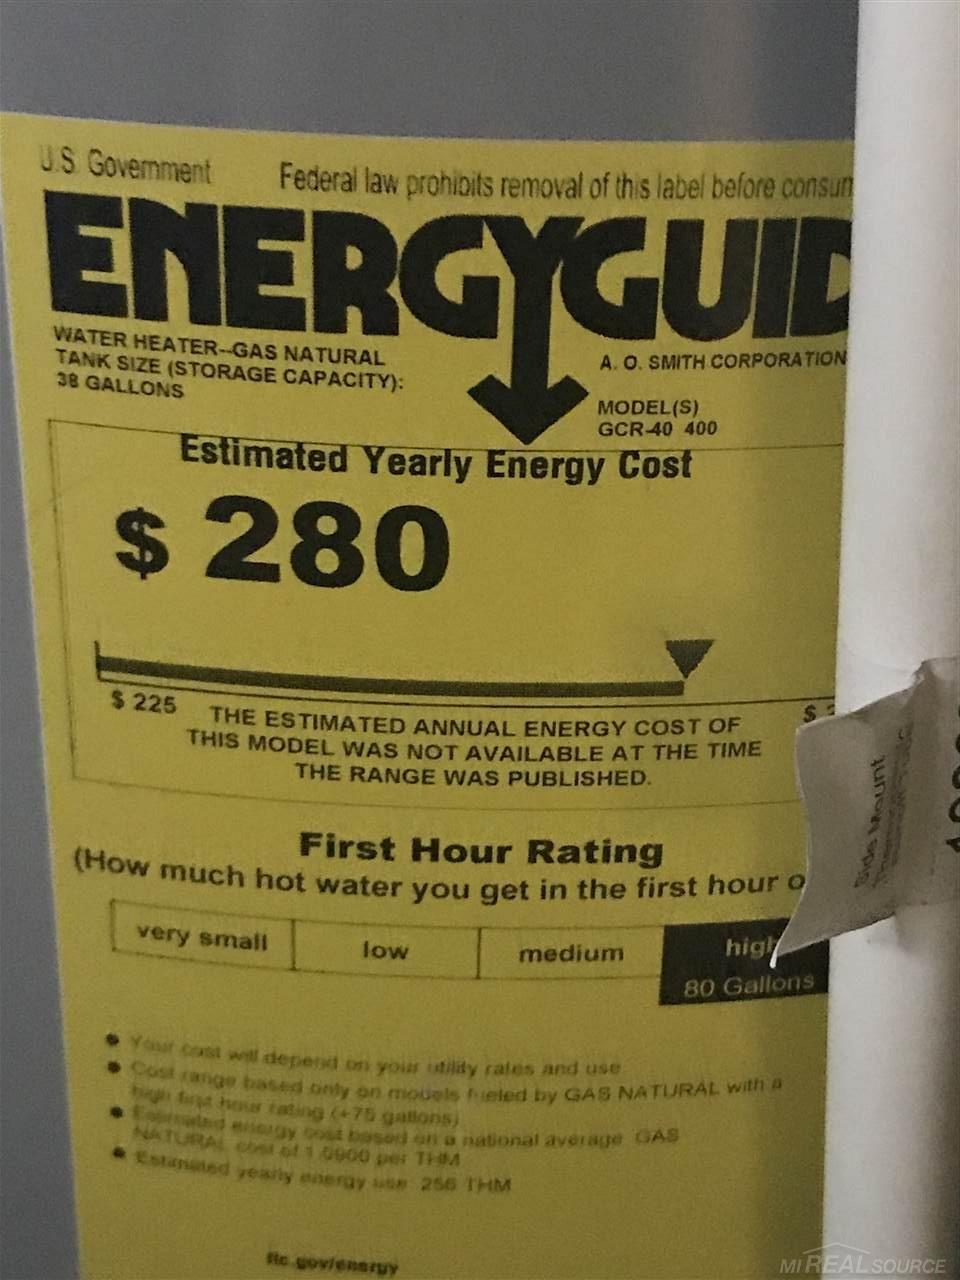 U.S. Government
Federal law prohibits removal of this label before consum
ENERGYGUID
WATER HEATER--GAS NATURAL
TANK SIZE (STORAGE CAPACITY):
38 GALLONS
A. O. SMITH CORPORATION
MODEL(S)
GCR-40 400
Estimated Yearly Energy Cost
$ 280
$ 225
$
THE ESTIMATED ANNUAL ENERGY COST OF
THIS MODEL WAS NOT AVAILABLE AT THE TIME
THE RANGE WAS PUBLISHED.
First Hour Rating
(How much hot water you get in the first hour o
very small
low
medium
high
80 Gallons
● Your cost will depend on your utility rates and use
● Cost range based only on models fueled by GAS NATURAL with a
high first hour rating (+75 gallons)
● Estimated energy cost based on a national average GAS
NATURAL cost of 1.0900 per THM
● Estimated yearly energy use 256 THM
ftc.gov/energy
Side Mount
MI REAL SOURCE